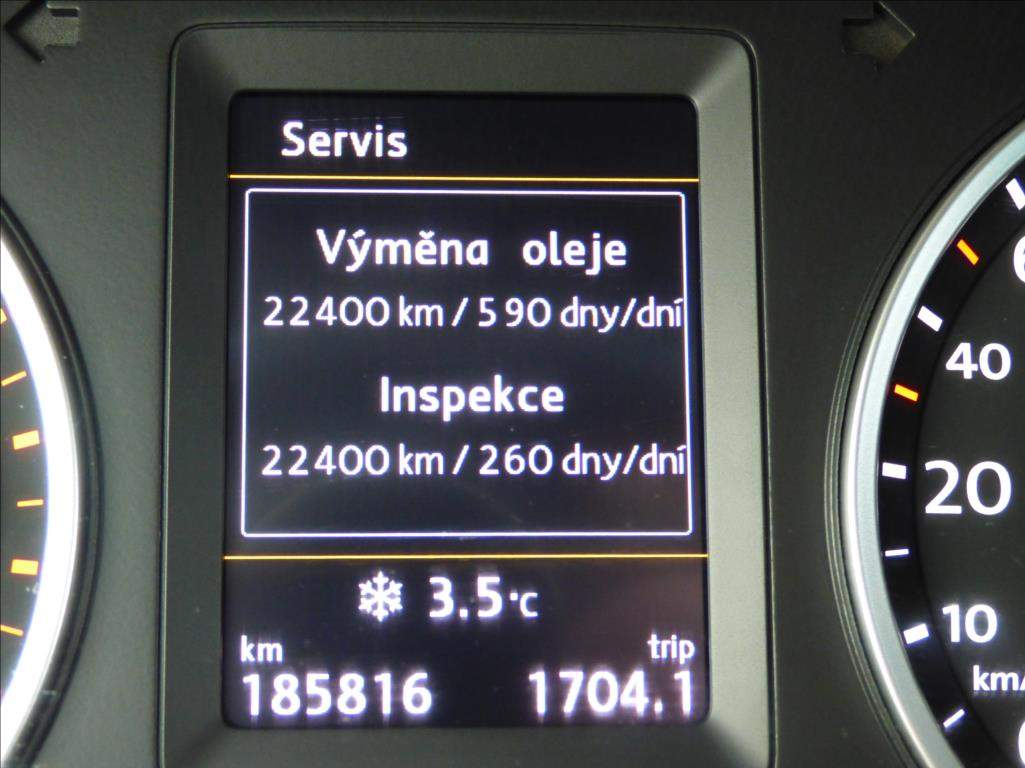 Servis
Výměna oleje
22400 km / 590 dny/dní
Inspekce
22400 km / 260 dny/dní
3.5°C
km trip
185816 1704.1
40
20
10
km/